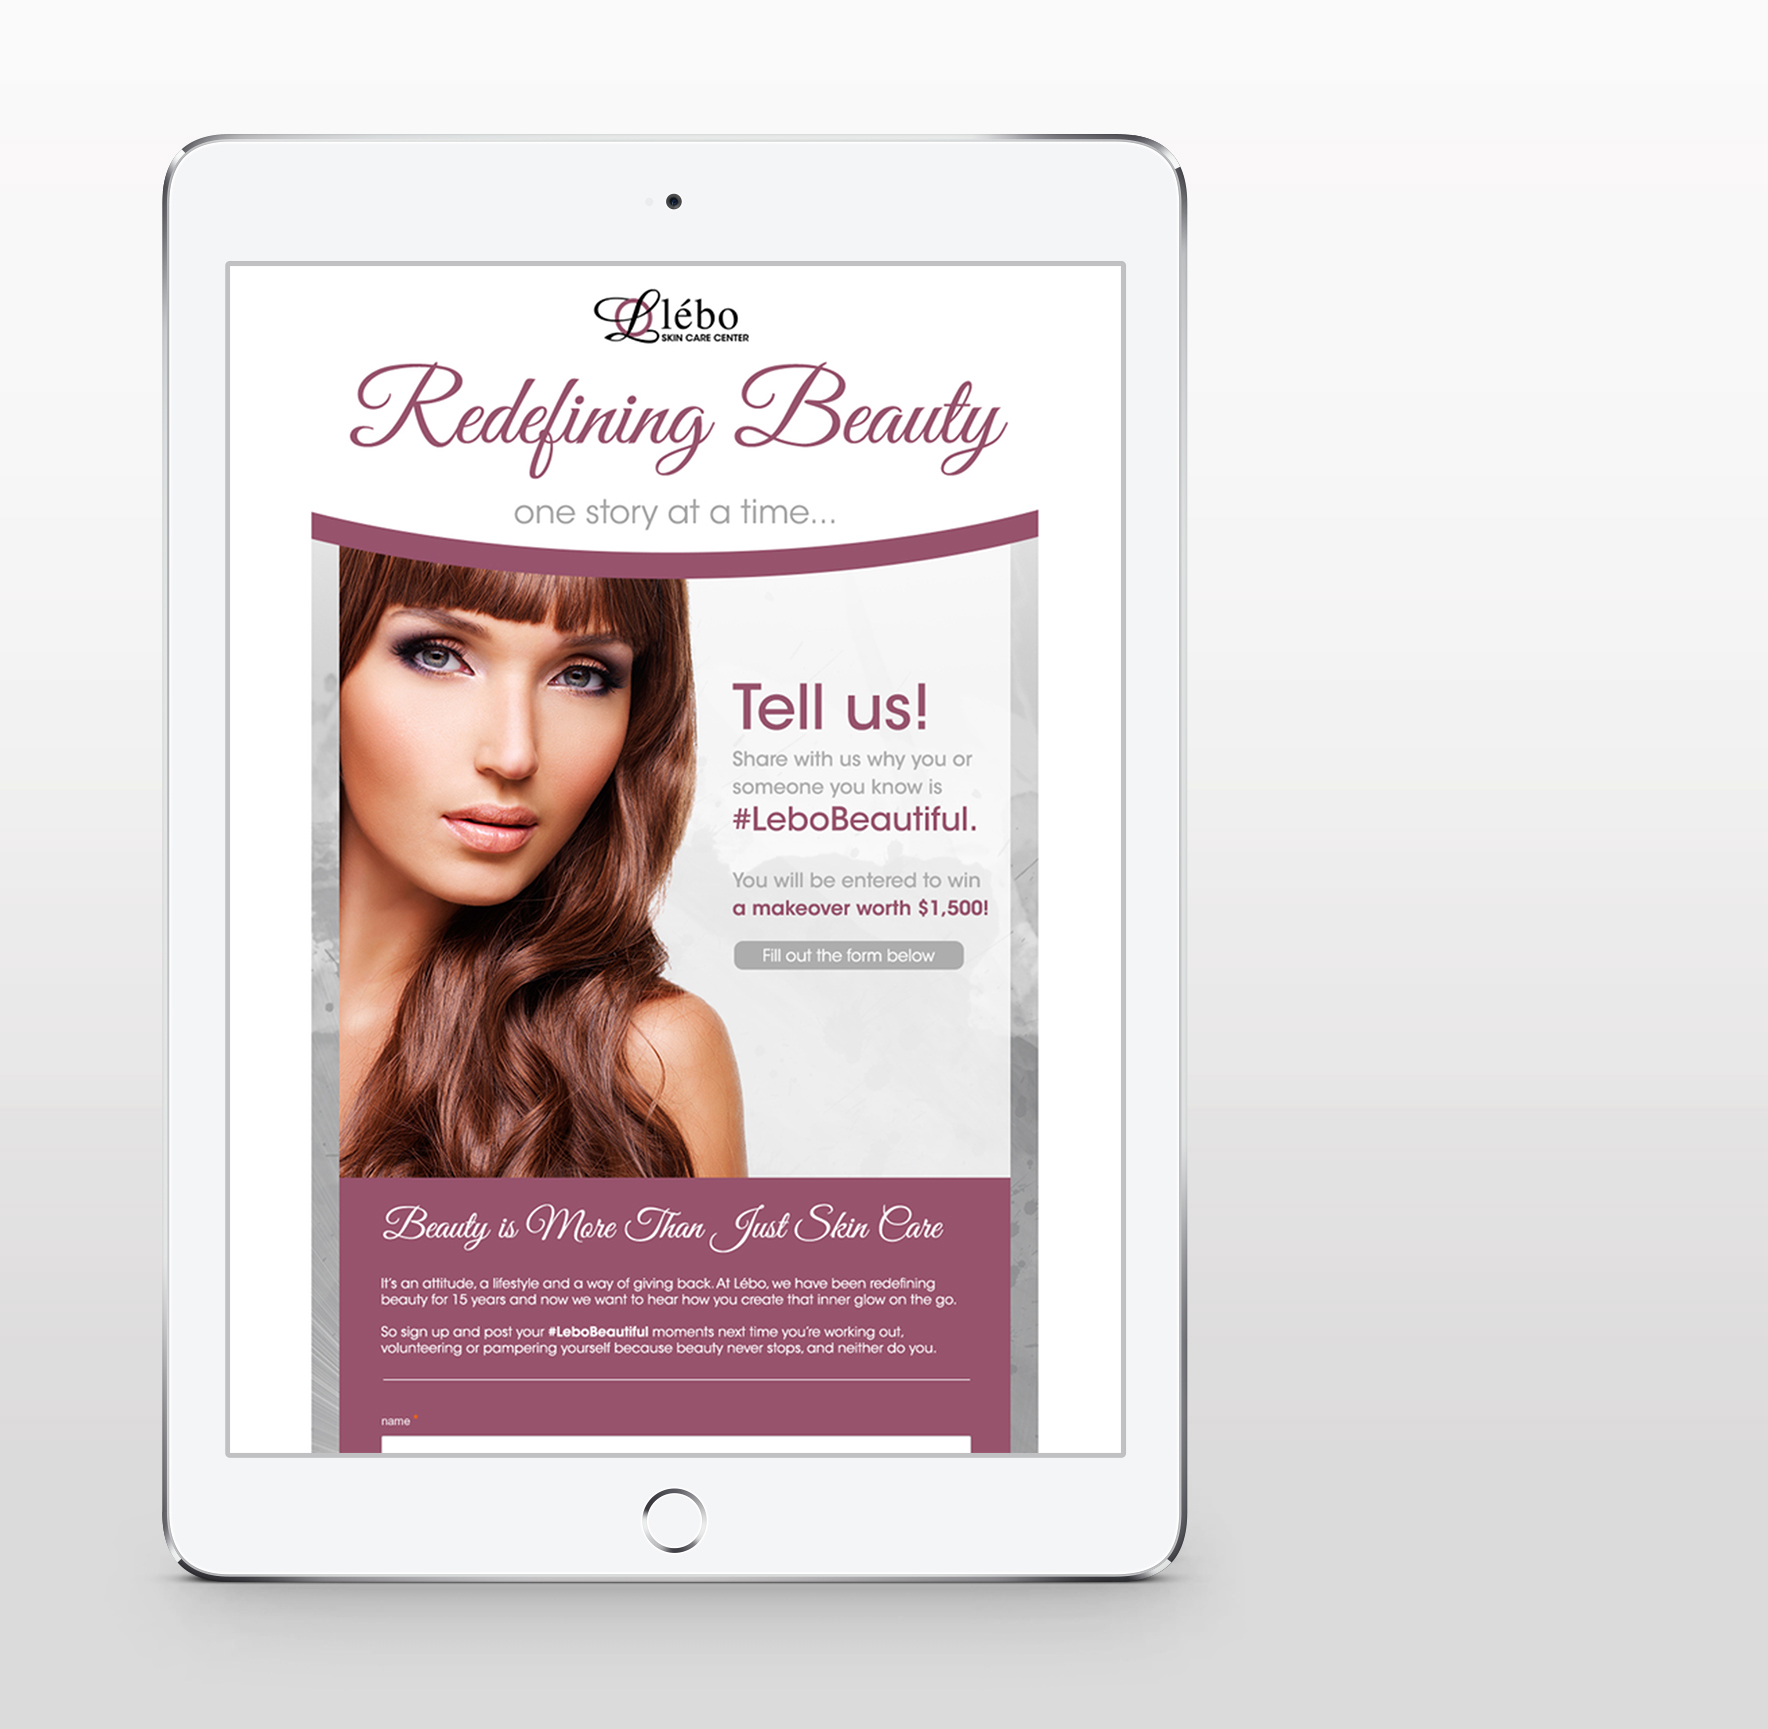 lébo
SKIN CARE CENTER
Redefining Beauty
one story at a time...
Tell us!
Share with us why you or
someone you know is
#LeboBeautiful.
You will be entered to win
a makeover worth $1,500!
Fill out the form below
Beauty is More Than Just Skin Care
It's an attitude, a lifestyle and a way of giving back. At Lébo, we have been redefining
beauty for 15 years and now we want to hear how you create that inner glow on the go.
So sign up and post your #LeboBeautiful moments next time you're working out,
volunteering or pampering yourself because beauty never stops, and neither do you.
name *